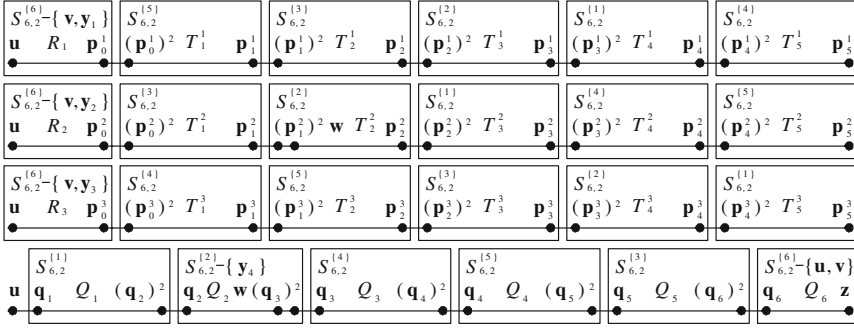 S_{6,2}^{{6}}-{v,y_1} S_{6,2}^{{5}} S_{6,2}^{{3}} S_{6,2}^{{2}} S_{6,2}^{{1}} S_{6,2}^{{4}}
u R_1 p_0^1 (p_0^1)^2 T_1^1 p_1^1 (p_1^1)^2 T_2^1 p_2^1 (p_2^1)^2 T_3^1 p_3^1 (p_3^1)^2 T_4^1 p_4^1 (p_4^1)^2 T_5^1 p_5^1
S_{6,2}^{{6}}-{v,y_2} S_{6,2}^{{3}} S_{6,2}^{{2}} S_{6,2}^{{1}} S_{6,2}^{{4}} S_{6,2}^{{5}}
u R_2 p_0^2 (p_0^2)^2 T_1^2 p_1^2 (p_1^2)^2 w T_2^2 p_2^2 (p_2^2)^2 T_3^2 p_3^2 (p_3^2)^2 T_4^2 p_4^2 (p_4^2)^2 T_5^2 p_5^2
S_{6,2}^{{6}}-{v,y_3} S_{6,2}^{{4}} S_{6,2}^{{5}} S_{6,2}^{{3}} S_{6,2}^{{2}} S_{6,2}^{{1}}
u R_3 p_0^3 (p_0^3)^2 T_1^3 p_1^3 (p_1^3)^2 T_2^3 p_2^3 (p_2^3)^2 T_3^3 p_3^3 (p_3^3)^2 T_4^3 p_4^3 (p_4^3)^2 T_5^3 p_5^3
S_{6,2}^{{1}} S_{6,2}^{{2}}-{y_4} S_{6,2}^{{4}} S_{6,2}^{{5}} S_{6,2}^{{3}} S_{6,2}^{{6}}-{u,v}
u q_1 Q_1 (q_2)^2 q_2 Q_2 w (q_3)^2 q_3 Q_3 (q_4)^2 q_4 Q_4 (q_5)^2 q_5 Q_5 (q_6)^2 q_6 Q_6 z